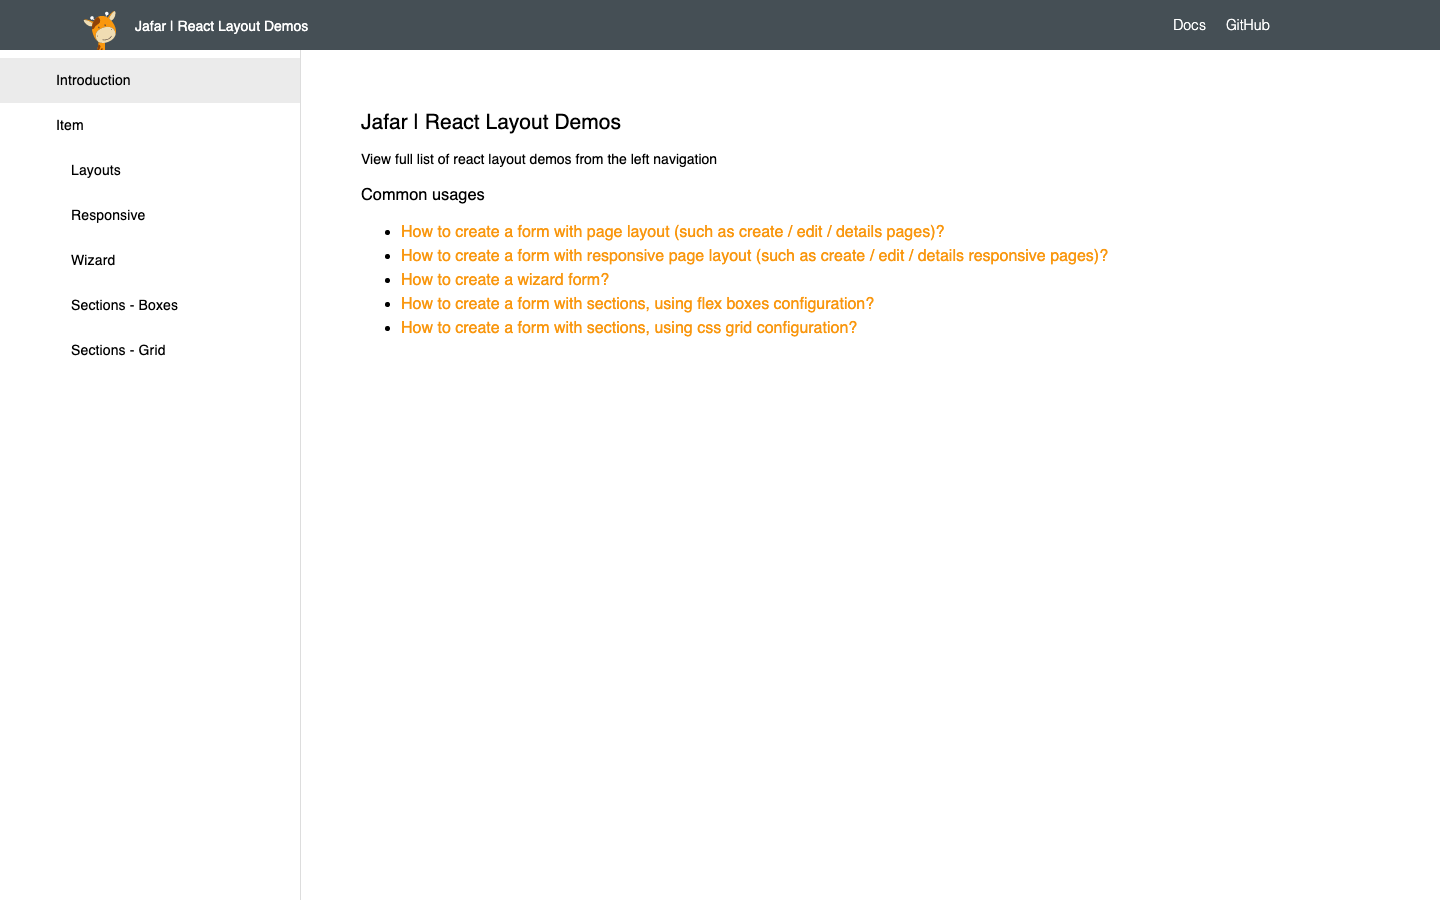 Jafar | React Layout Demos
Docs
GitHub
Introduction
Item
Layouts
Responsive
Wizard
Sections - Boxes
Sections - Grid
Jafar | React Layout Demos
View full list of react layout demos from the left navigation
Common usages
How to create a form with page layout (such as create / edit / details pages)?
How to create a form with responsive page layout (such as create / edit / details responsive pages)?
How to create a wizard form?
How to create a form with sections, using flex boxes configuration?
How to create a form with sections, using css grid configuration?